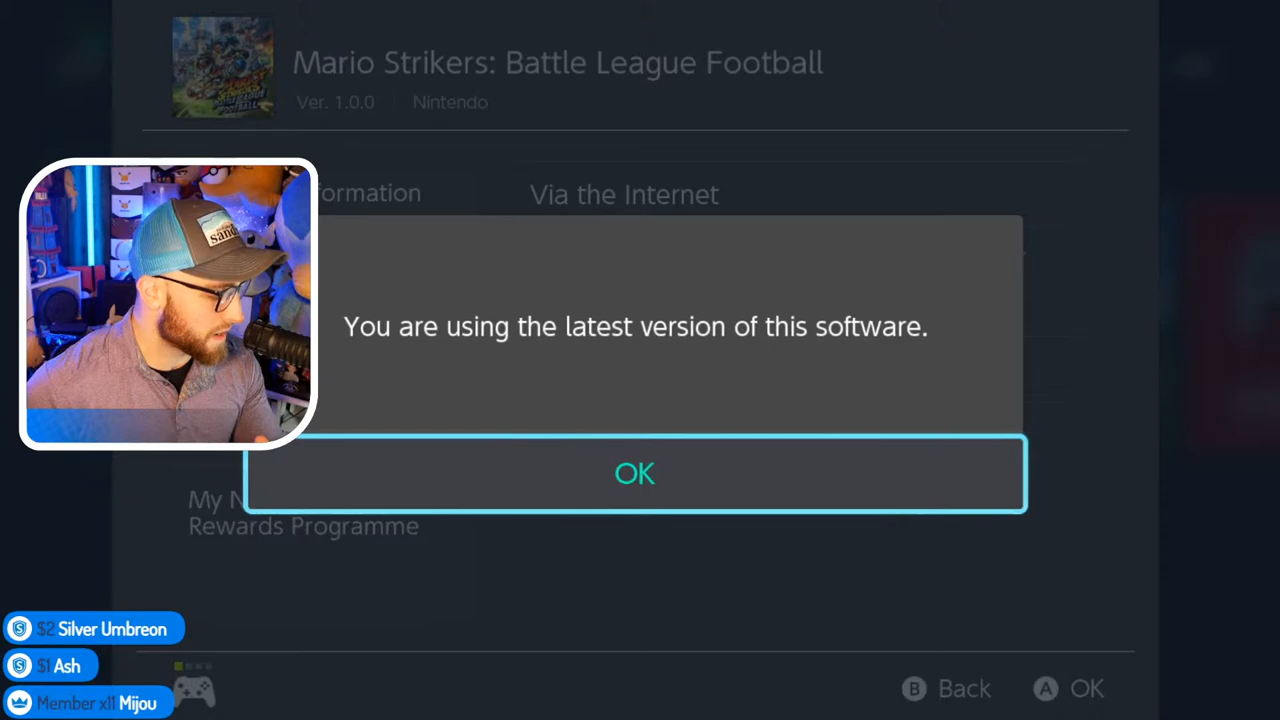 Mario Strikers: Battle League Football
Ver. 1.0.0 Nintendo
formation
Via the Internet
You are using the latest version of this software.
OK
My N
Rewards Programme
$2 Silver Umbreon
$1 Ash
Member x11 Mijou
B Back A OK